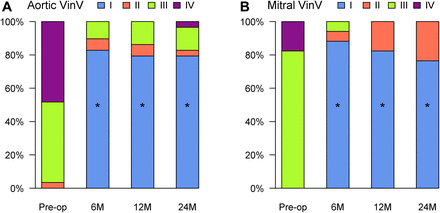 A Aortic VinV I II III IV
100%
80%
60%
40%
20%
0%
* * *
Pre-op 6M 12M 24M
B Mitral VinV I II III IV
100%
80%
60%
40%
20%
0%
* * *
Pre-op 6M 12M 24M